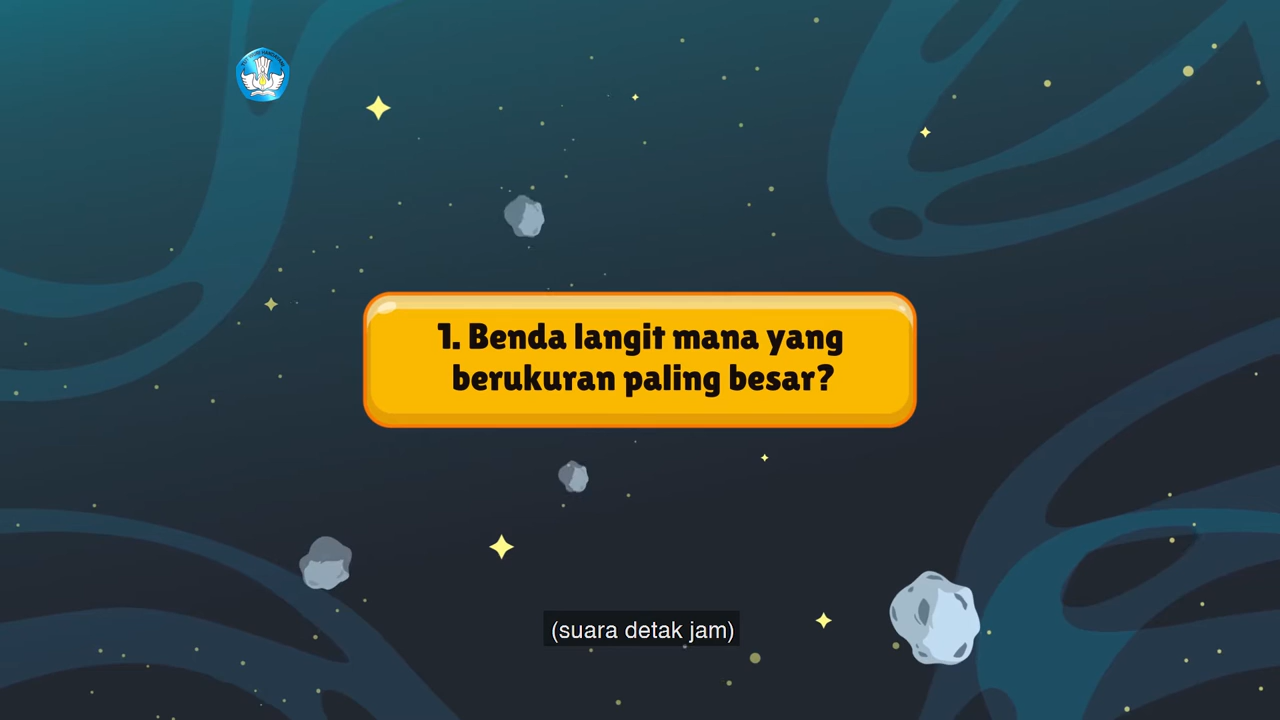 1. Benda langit mana yang
berukuran paling besar?
(suara detak jam)